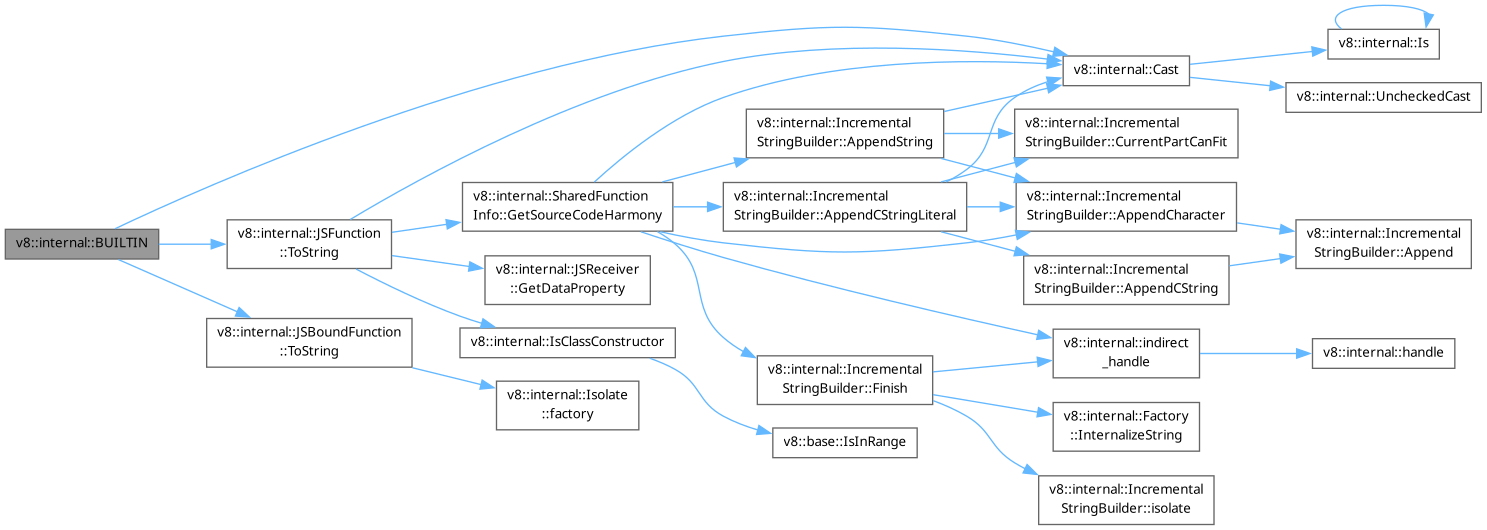 v8::internal::BUILTIN
v8::internal::JSFunction
::ToString
v8::internal::JSBoundFunction
::ToString
v8::internal::SharedFunction
Info::GetSourceCodeHarmony
v8::internal::JSReceiver
::GetDataProperty
v8::internal::IsClassConstructor
v8::internal::Isolate
::factory
v8::internal::Incremental
StringBuilder::AppendString
v8::internal::Incremental
StringBuilder::AppendCStringLiteral
v8::internal::Incremental
StringBuilder::Finish
v8::base::IsInRange
v8::internal::Cast
v8::internal::Incremental
StringBuilder::CurrentPartCanFit
v8::internal::Incremental
StringBuilder::AppendCharacter
v8::internal::Incremental
StringBuilder::AppendCString
v8::internal::indirect
_handle
v8::internal::Factory
::InternalizeString
v8::internal::Incremental
StringBuilder::isolate
v8::internal::Is
v8::internal::UncheckedCast
v8::internal::Incremental
StringBuilder::Append
v8::internal::handle